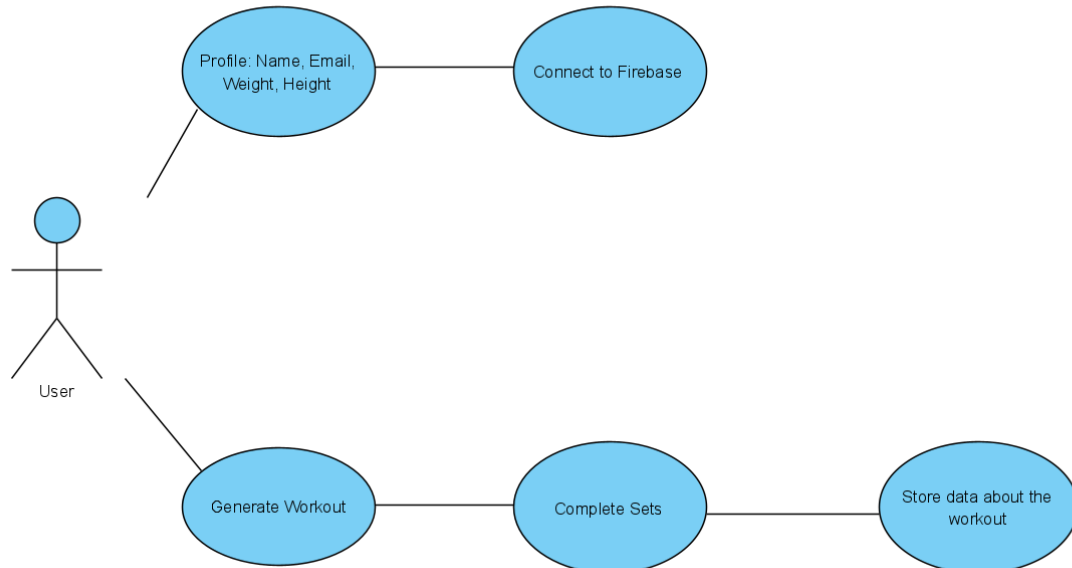 Profile: Name, Email,
Weight, Height
Connect to Firebase
User
Generate Workout
Complete Sets
Store data about the
workout